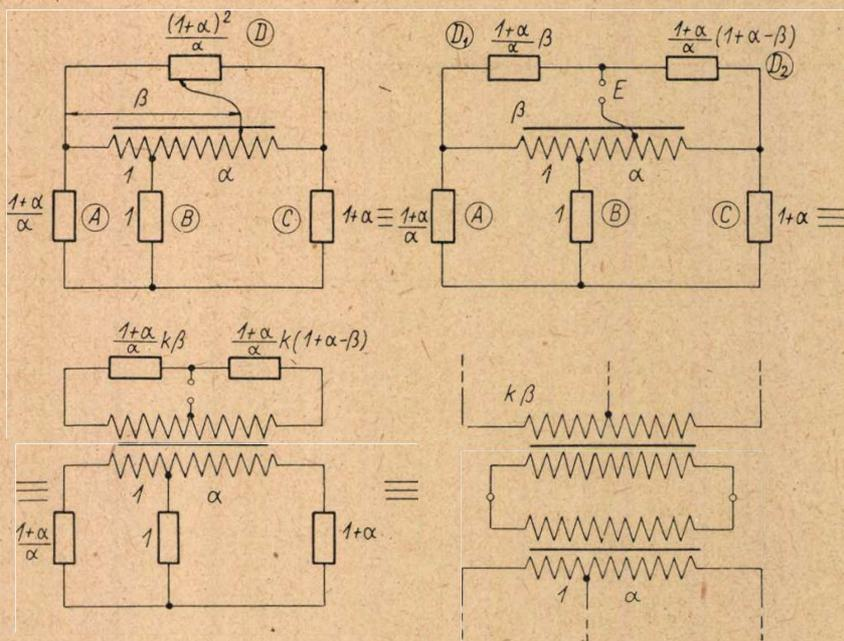 (1+α)²/α D
β
1 α
1+α/α A 1 B C 1+α ≡
D₁ 1+α/α β 1+α/α (1+α-β)
D₂
E
β
1 α
1+α/α A 1 B C 1+α ≡
1+α/α kβ 1+α/α k(1+α-β)
1 α
≡ ≡
1+α/α 1 1+α
kβ
1 α